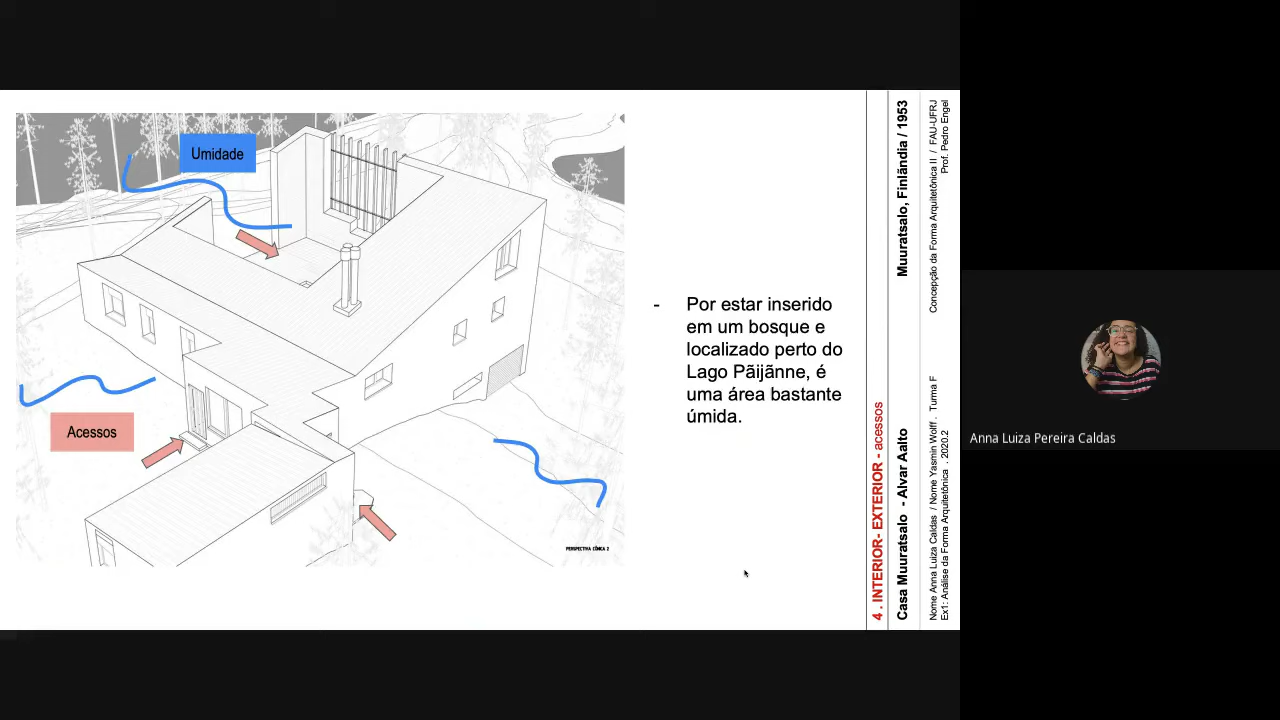 Umidade
Acessos
PERSPECTIVA CÔNICA 2
- Por estar inserido
em um bosque e
localizado perto do
Lago Pãijãnne, é
uma área bastante
úmida.
4 . INTERIOR- EXTERIOR - acessos
Casa Muuratsalo - Alvar Aalto
Muuratsalo, Finlândia / 1953
Nome Anna Luiza Caldas / Nome Yasmin Wolff . Turma F
Ex1: Análise da Forma Arquitetônica . 2020.2
Concepção da Forma Arquitetônica II / FAU-UFRJ
Prof. Pedro Engel
Anna Luiza Pereira Caldas